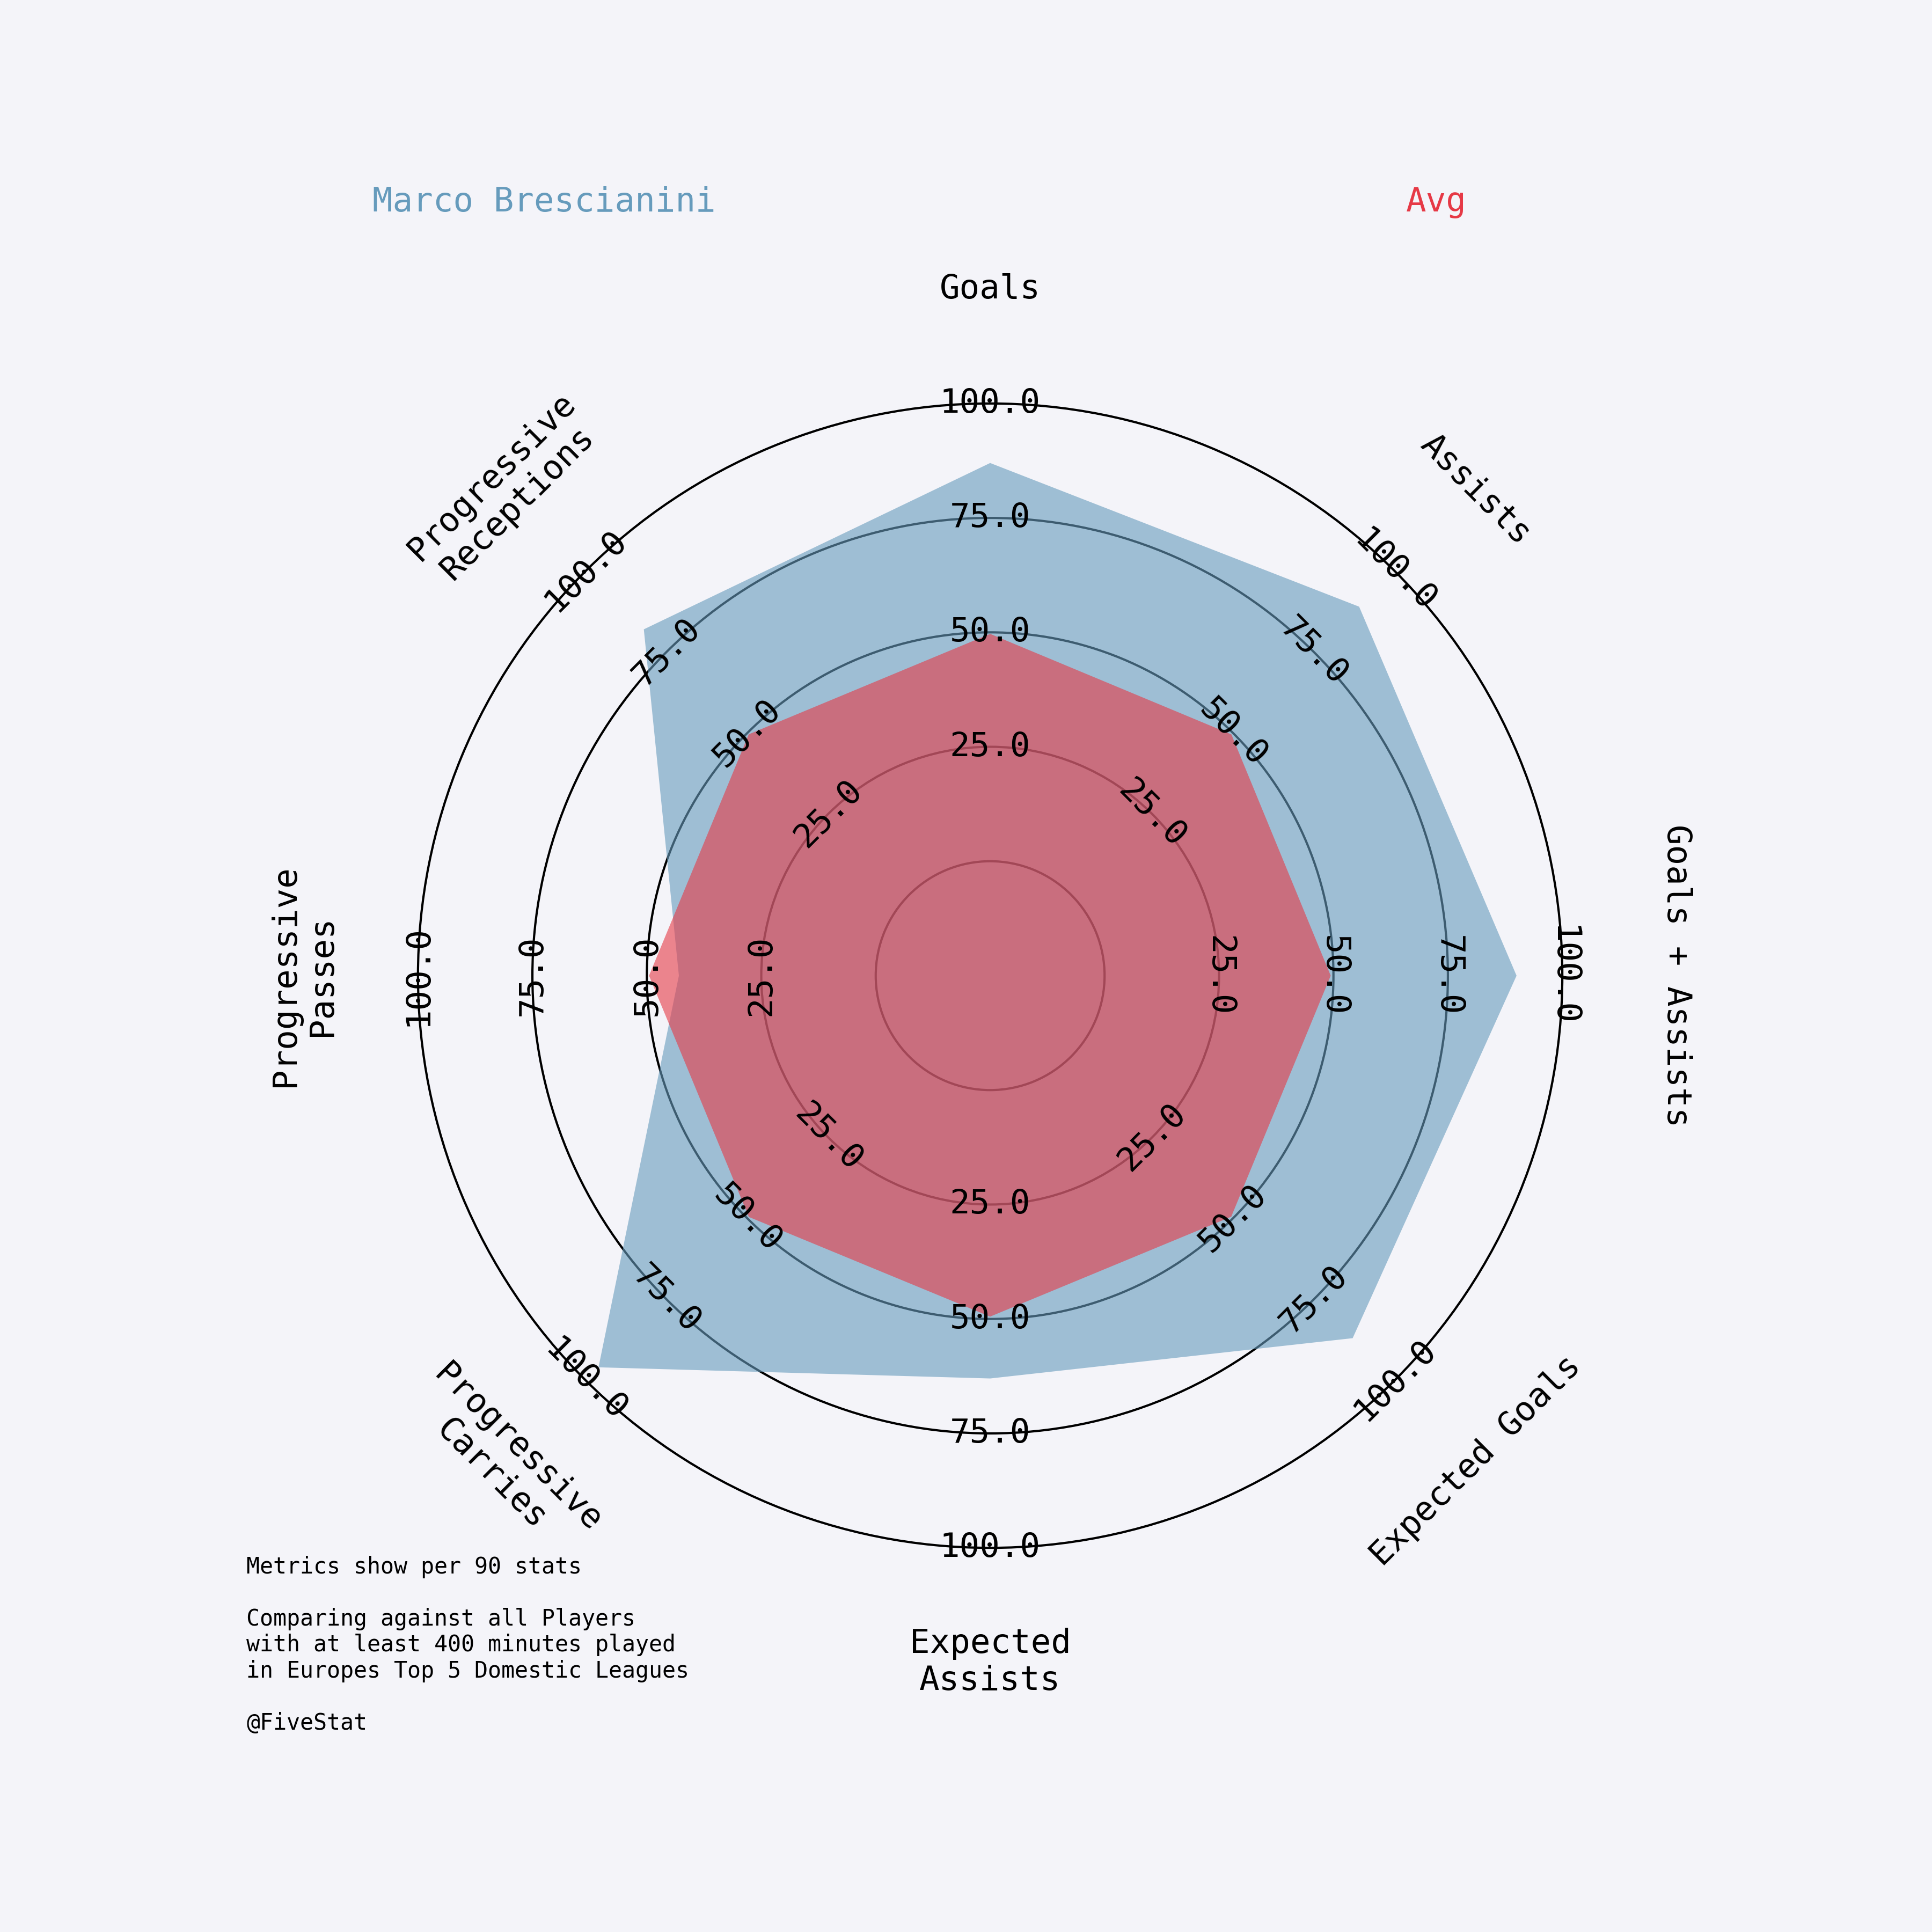 Marco Brescianini
Avg
Goals
Assists
Goals + Assists
Expected Goals
Expected
Assists
Progressive
Carries
Progressive
Passes
Progressive
Receptions
25.0
50.0
75.0
100.0
25.0
50.0
75.0
100.0
25.0
50.0
75.0
100.0
25.0
50.0
75.0
100.0
25.0
50.0
75.0
100.0
25.0
50.0
75.0
100.0
25.0
50.0
75.0
100.0
25.0
50.0
75.0
100.0
Metrics show per 90 stats
Comparing against all Players
with at least 400 minutes played
in Europes Top 5 Domestic Leagues
@FiveStat